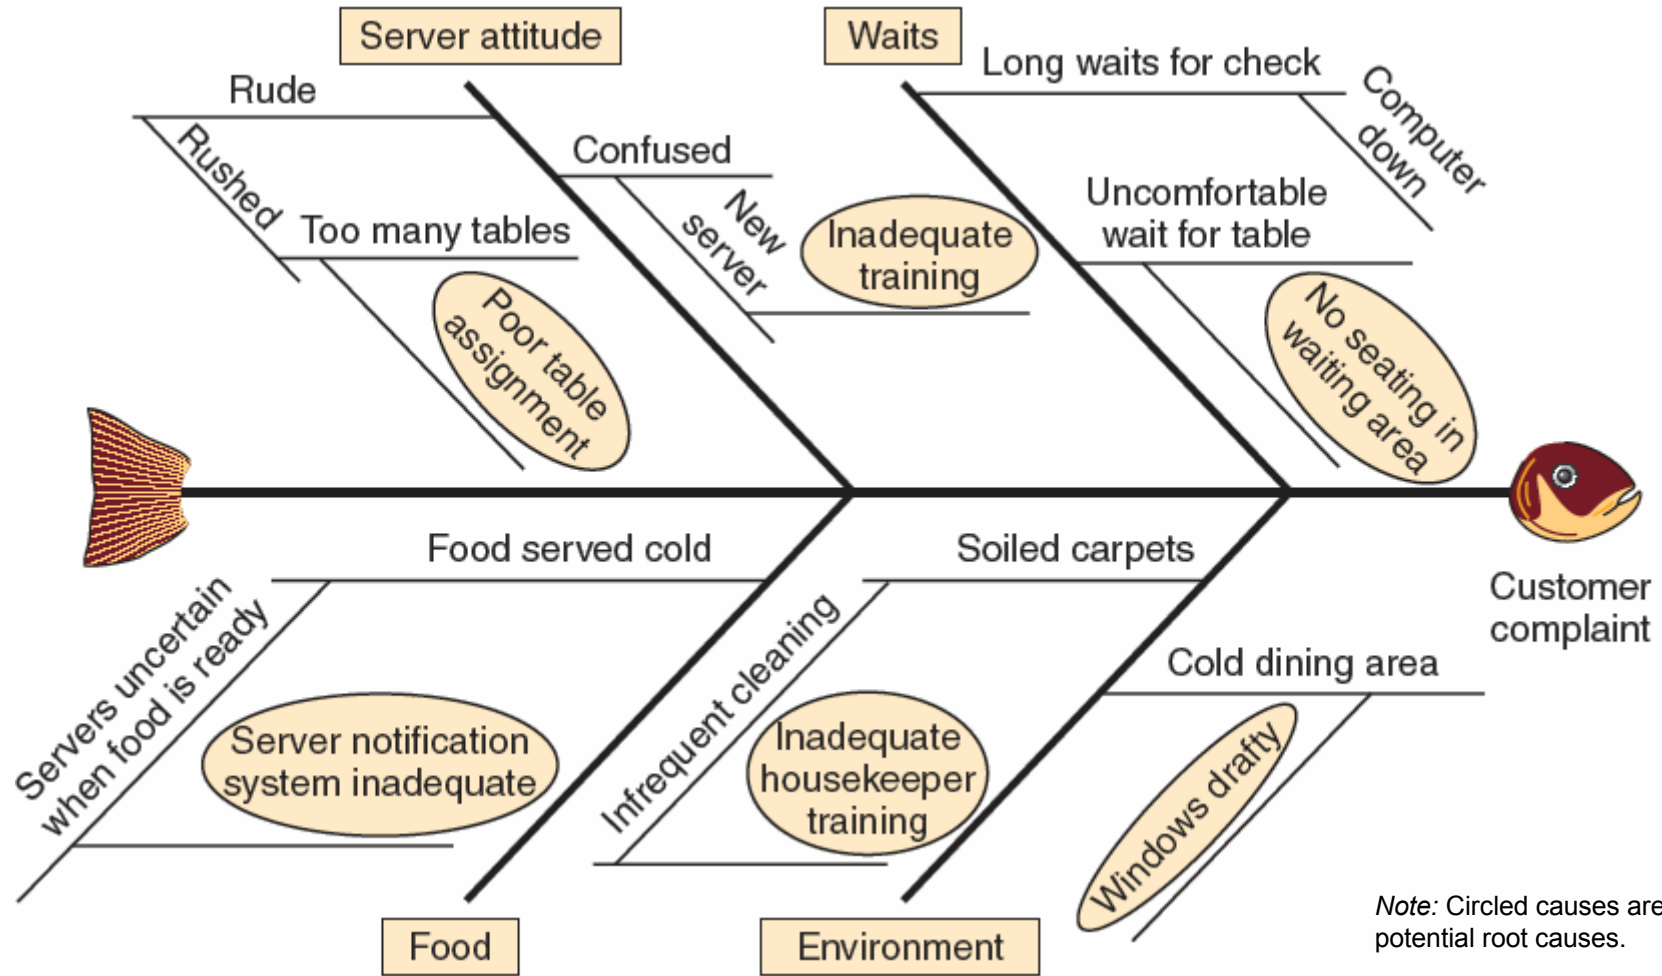 Server attitude
Waits
Long waits for check
Computer
down
Rude
Rushed
Confused
New
server
Inadequate
training
Uncomfortable
wait for table
Too many tables
Poor table
assignment
No seating in
waiting area
Food served cold
Soiled carpets
Customer
complaint
Servers uncertain
when food is ready
Server notification
system inadequate
Infrequent cleaning
Inadequate
housekeeper
training
Cold dining area
Windows drafty
Food
Environment
Note: Circled causes are
potential root causes.